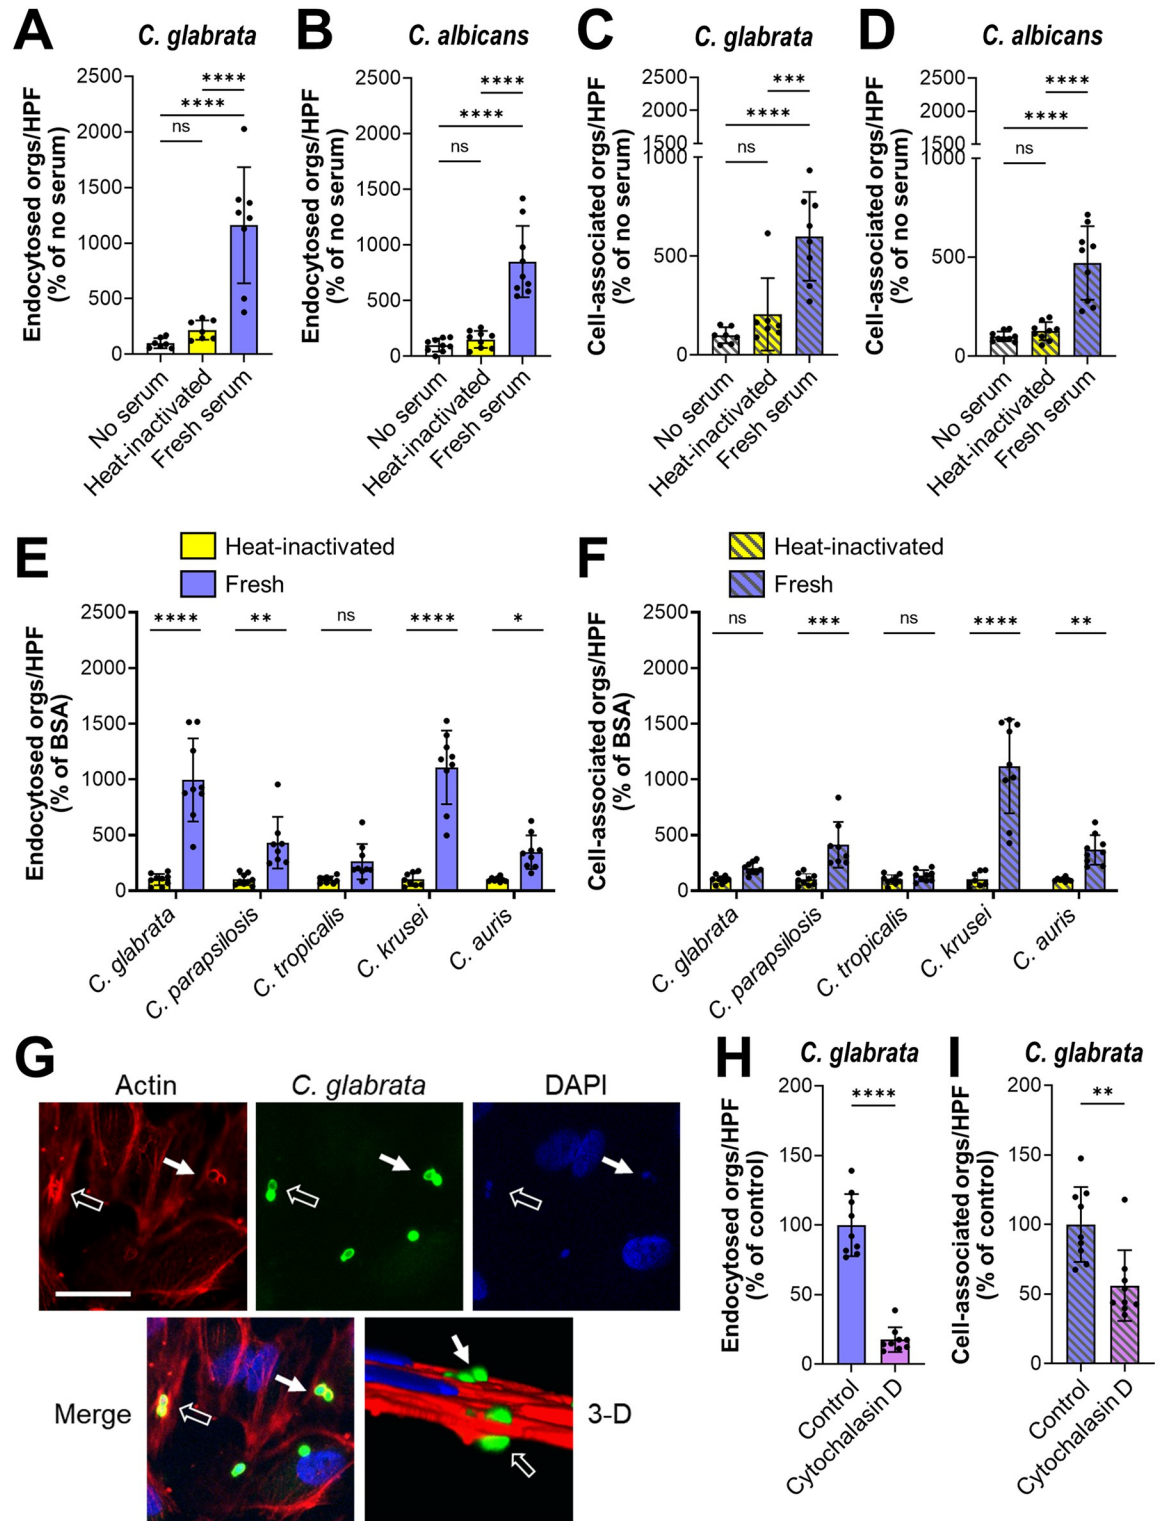 A
C. glabrata
Endocytosed orgs/HPF
(% of no serum)
2500
2000
1500
1000
500
0
****
****
ns
No serum
Heat-inactivated
Fresh serum
B
C. albicans
Endocytosed orgs/HPF
(% of no serum)
2500
2000
1500
1000
500
0
****
****
ns
No serum
Heat-inactivated
Fresh serum
C
C. glabrata
Cell-associated orgs/HPF
(% of no serum)
2500
2000
1500
1000
500
0
***
****
ns
No serum
Heat-inactivated
Fresh serum
D
C. albicans
Cell-associated orgs/HPF
(% of no serum)
2500
2000
1500
1000
500
0
****
****
ns
No serum
Heat-inactivated
Fresh serum
E
Heat-inactivated
Fresh
Endocytosed orgs/HPF
(% of BSA)
2500
2000
1500
1000
500
0
**** ** ns **** *
C. glabrata
C. parapsilosis
C. tropicalis
C. krusei
C. auris
F
Heat-inactivated
Fresh
Cell-associated orgs/HPF
(% of BSA)
2500
2000
1500
1000
500
0
ns *** ns **** **
C. glabrata
C. parapsilosis
C. tropicalis
C. krusei
C. auris
G
Actin
C. glabrata
DAPI
Merge
3-D
H
C. glabrata
Endocytosed orgs/HPF
(% of control)
200
150
100
50
0
****
Control
Cytochalasin D
I
C. glabrata
Cell-associated orgs/HPF
(% of control)
200
150
100
50
0
**
Control
Cytochalasin D